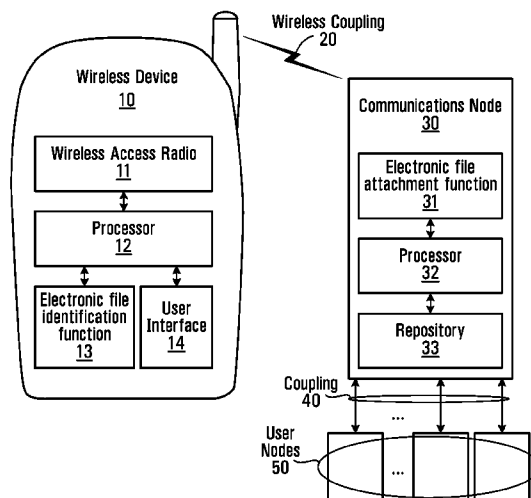 Wireless Coupling
20
Wireless Device
10
Wireless Access Radio
11
Processor
12
Electronic file
identification
function
13
User
Interface
14
Communications Node
30
Electronic file
attachment function
31
Processor
32
Repository
33
Coupling
40
...
User
Nodes
50
...